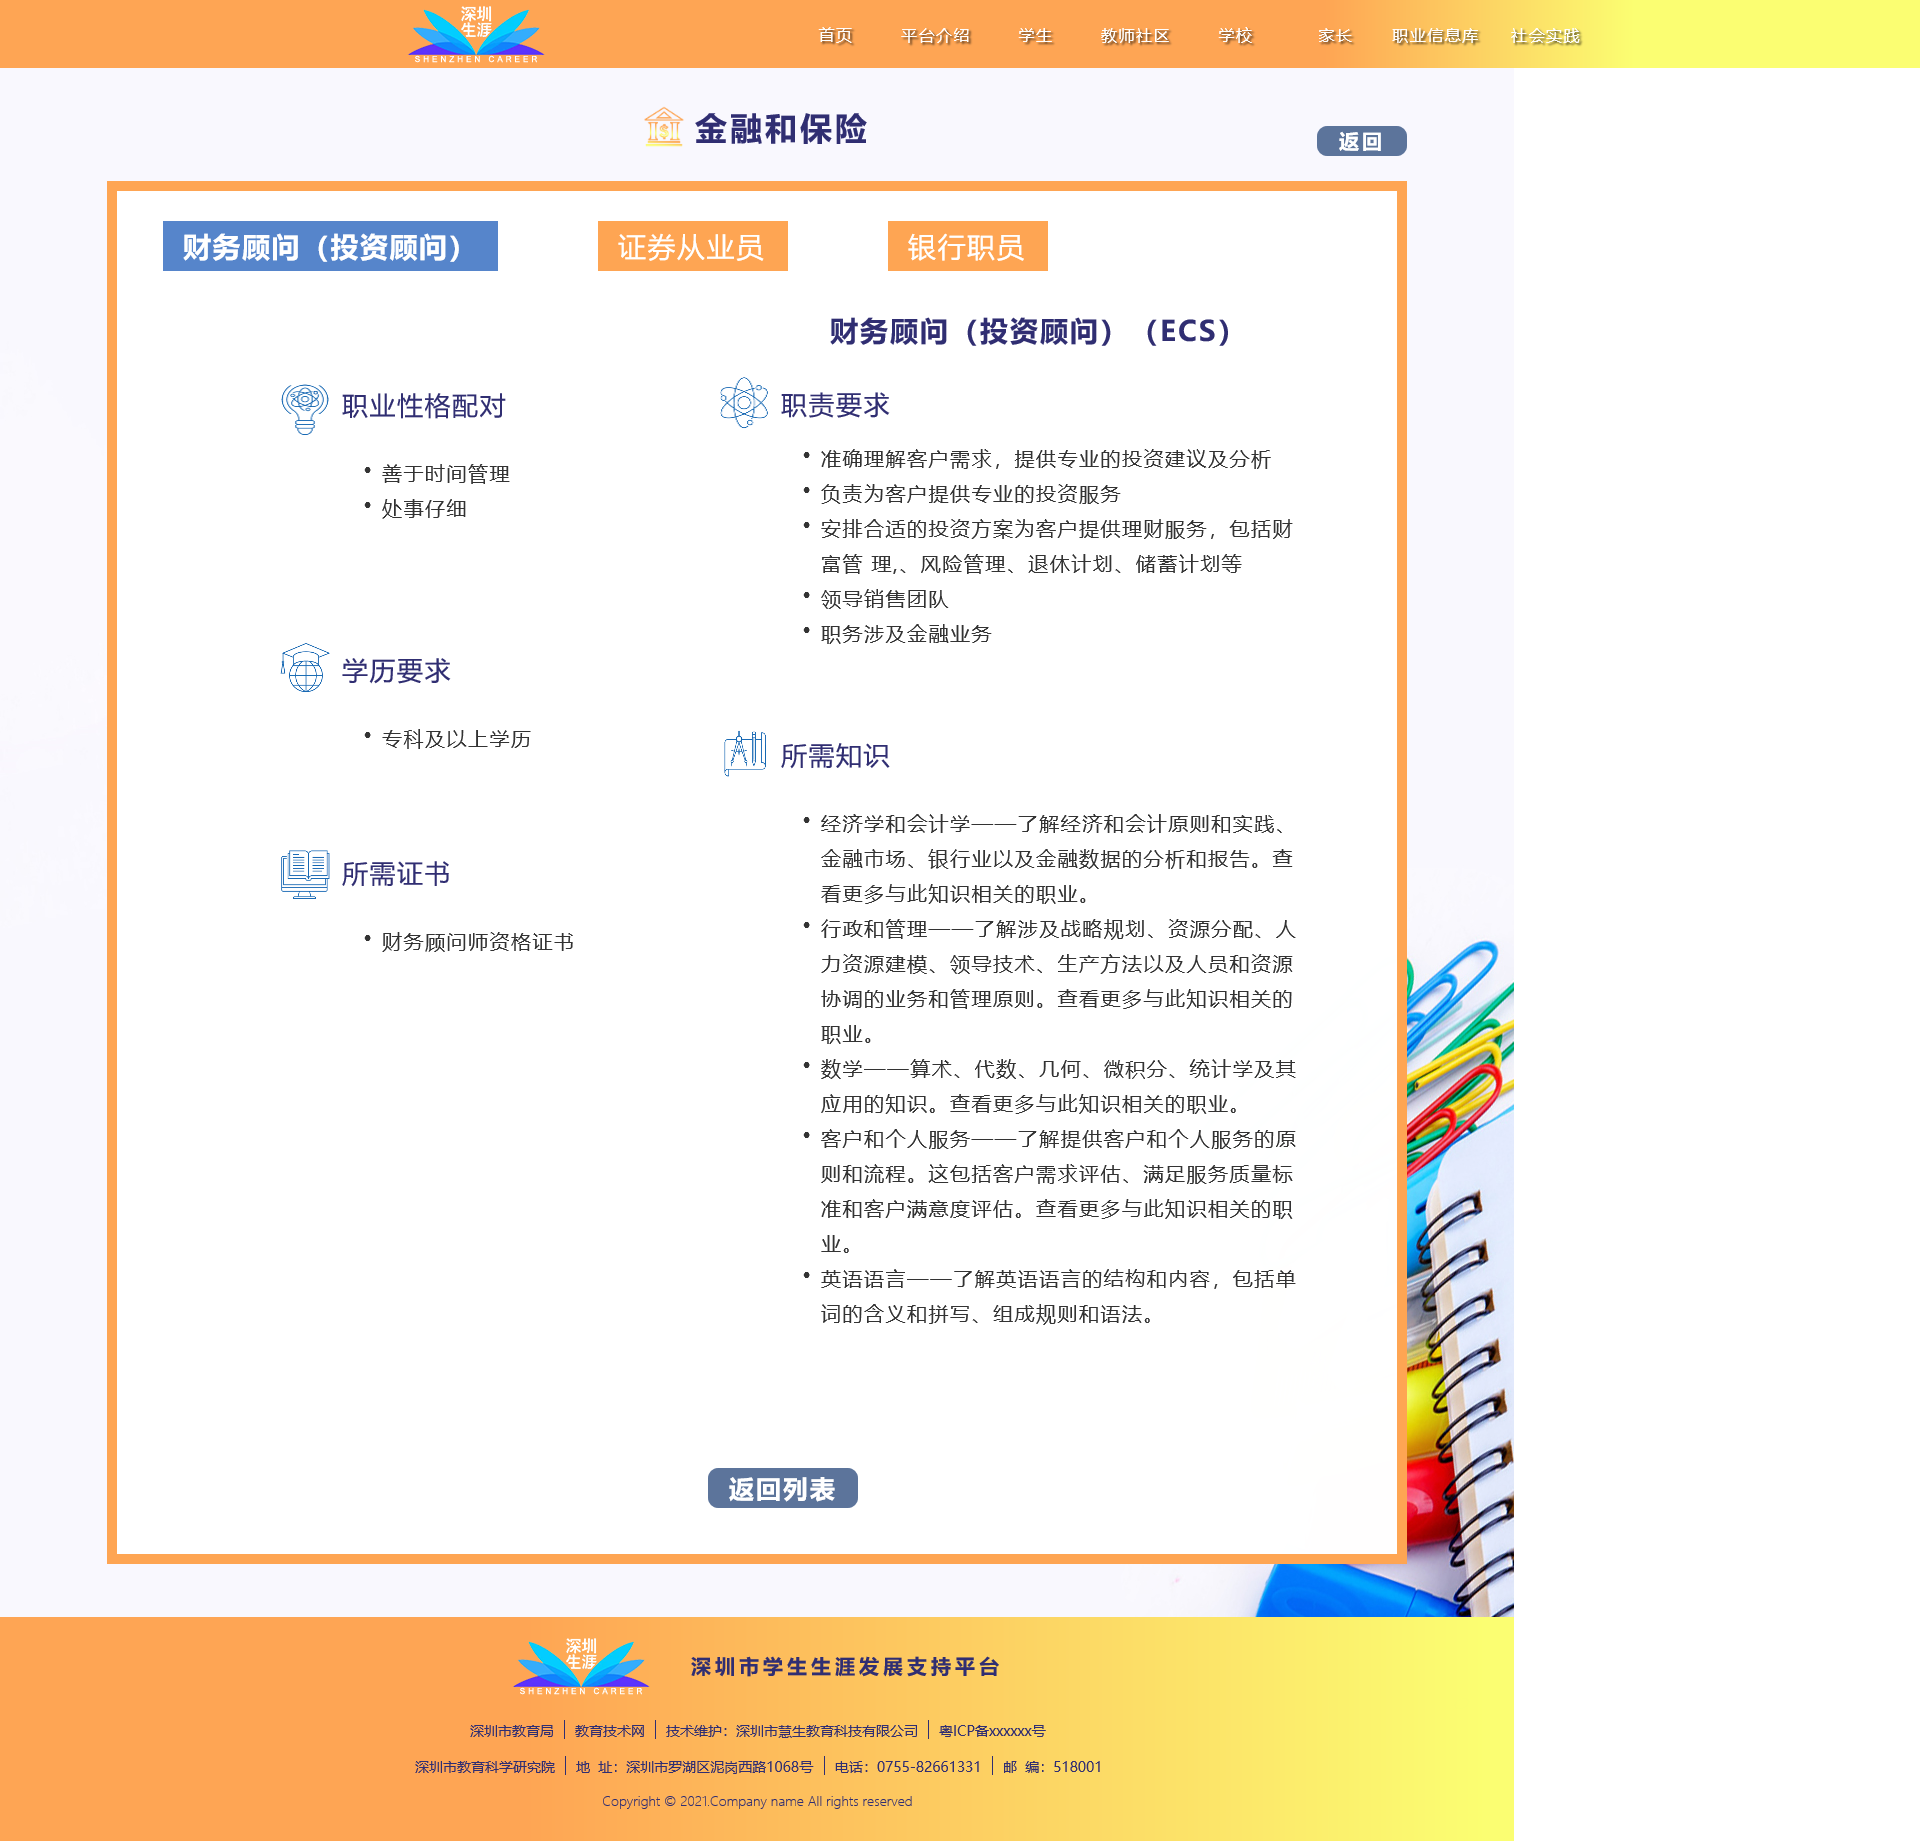 深圳
生涯
SHENZHEN CAREER
首页 平台介绍 学生 教师社区 学校 家长 职业信息库 社会实践
金融和保险
返回
财务顾问（投资顾问） 证券从业员 银行职员
财务顾问（投资顾问）（ECS）
职业性格配对
• 善于时间管理
• 处事仔细
学历要求
• 专科及以上学历
所需证书
• 财务顾问师资格证书
职责要求
• 准确理解客户需求，提供专业的投资建议及分析
• 负责为客户提供专业的投资服务
• 安排合适的投资方案为客户提供理财服务，包括财
富管 理,、风险管理、退休计划、储蓄计划等
• 领导销售团队
• 职务涉及金融业务
所需知识
• 经济学和会计学——了解经济和会计原则和实践、
金融市场、银行业以及金融数据的分析和报告。查
看更多与此知识相关的职业。
• 行政和管理——了解涉及战略规划、资源分配、人
力资源建模、领导技术、生产方法以及人员和资源
协调的业务和管理原则。查看更多与此知识相关的
职业。
• 数学——算术、代数、几何、微积分、统计学及其
应用的知识。查看更多与此知识相关的职业。
• 客户和个人服务——了解提供客户和个人服务的原
则和流程。这包括客户需求评估、满足服务质量标
准和客户满意度评估。查看更多与此知识相关的职
业。
• 英语语言——了解英语语言的结构和内容，包括单
词的含义和拼写、组成规则和语法。
返回列表
深圳
生涯
SHENZHEN CAREER
深圳市学生生涯发展支持平台
深圳市教育局 教育技术网 技术维护：深圳市慧生教育科技有限公司 粤ICP备xxxxxx号
深圳市教育科学研究院 地 址：深圳市罗湖区泥岗西路1068号 电话：0755-82661331 邮 编：518001
Copyright © 2021.Company name All rights reserved